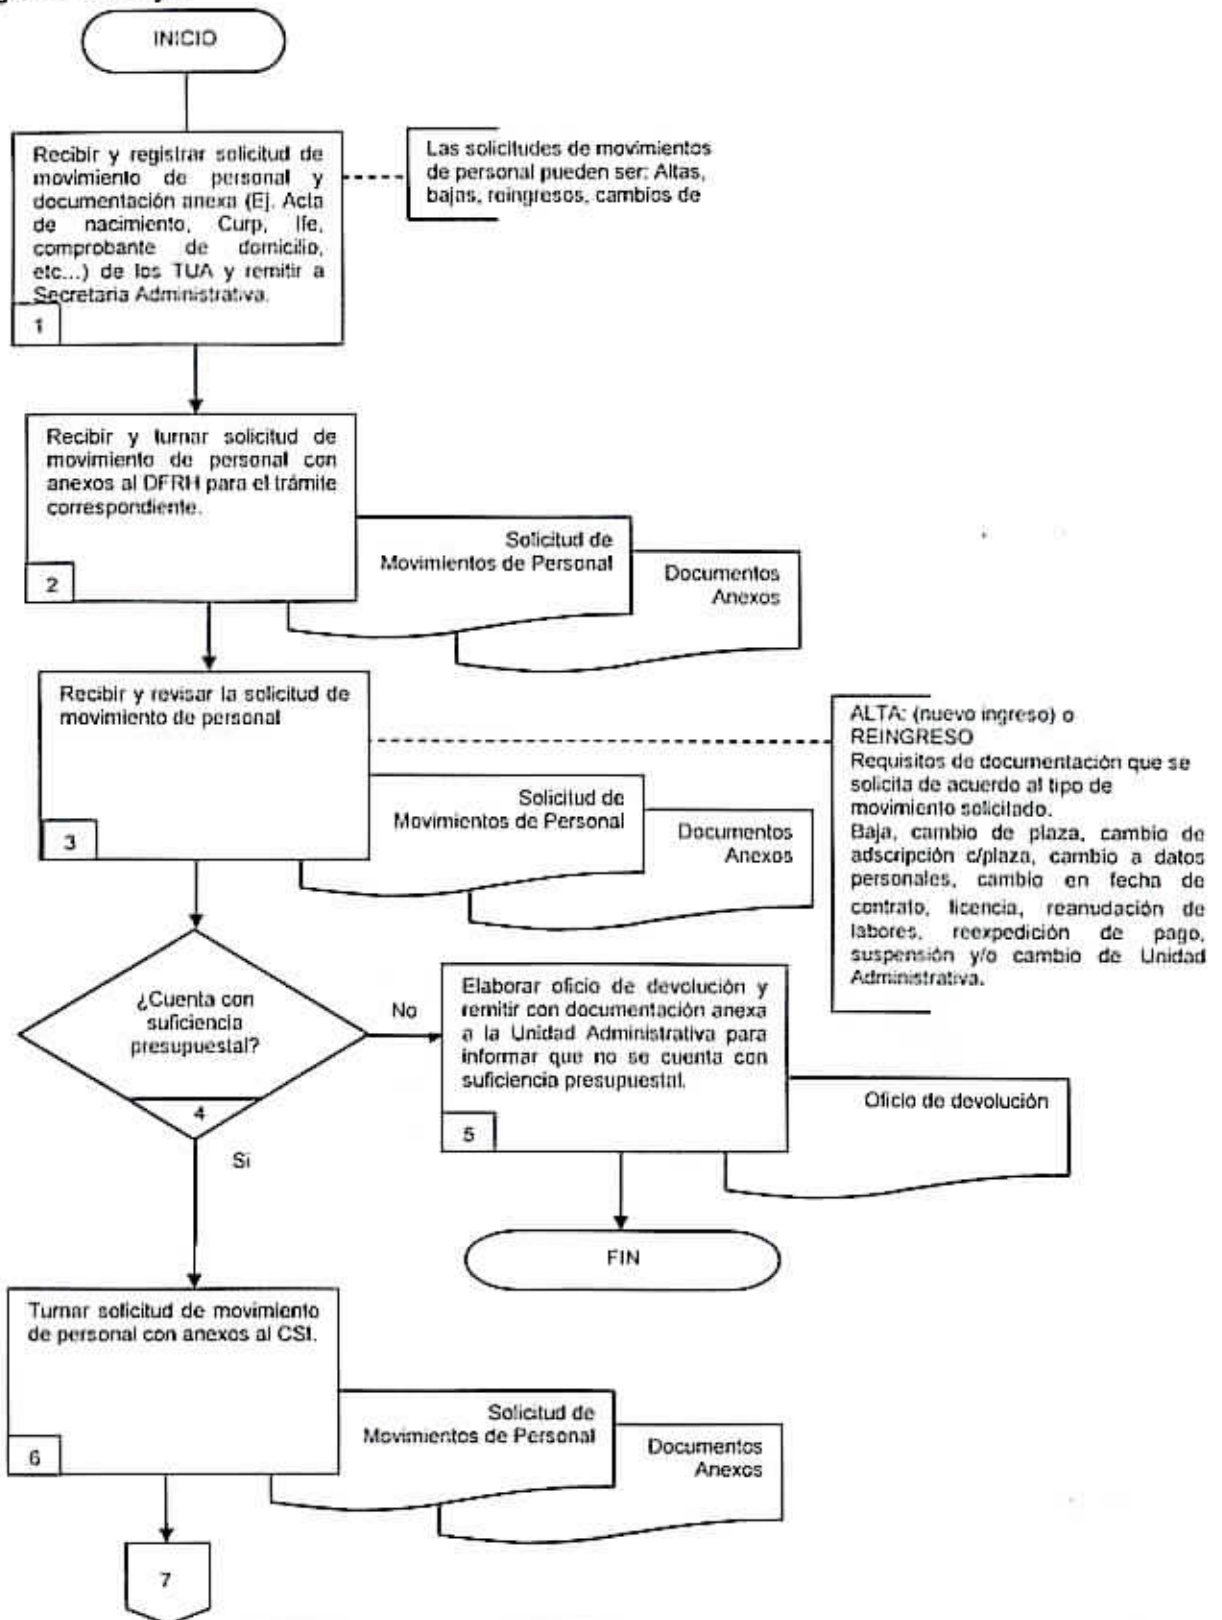 INICIO
Recibir y registrar solicitud de
movimiento de personal y
documentación anexa (Ej. Acta
de nacimiento, Curp, Ife,
comprobante de domicilio,
etc...) de los TUA y remitir a
Secretaria Administrativa.
1
Las solicitudes de movimientos
de personal pueden ser: Altas,
bajas, reingresos, cambios de
Recibir y turnar solicitud de
movimiento de personal con
anexos al DFRH para el trámite
correspondiente.
2
Solicitud de
Movimientos de Personal
Documentos
Anexos
Recibir y revisar la solicitud de
movimiento de personal
3
Solicitud de
Movimientos de Personal
Documentos
Anexos
ALTA: (nuevo ingreso) o
REINGRESO
Requisitos de documentación que se
solicita de acuerdo al tipo de
movimiento solicitado.
Baja, cambio de plaza, cambio de
adscripción c/plaza, cambio a datos
personales, cambio en fecha de
contrato, licencia, reanudación de
labores, reexpedición de pago,
suspensión y/o cambio de Unidad
Administrativa.
¿Cuenta con
suficiencia
presupuestal?
4
No
Si
Elaborar oficio de devolución y
remitir con documentación anexa
a la Unidad Administrativa para
informar que no se cuenta con
suficiencia presupuestal.
5
Oficio de devolución
FIN
Turnar solicitud de movimiento
de personal con anexos al CSI.
6
Solicitud de
Movimientos de Personal
Documentos
Anexos
7